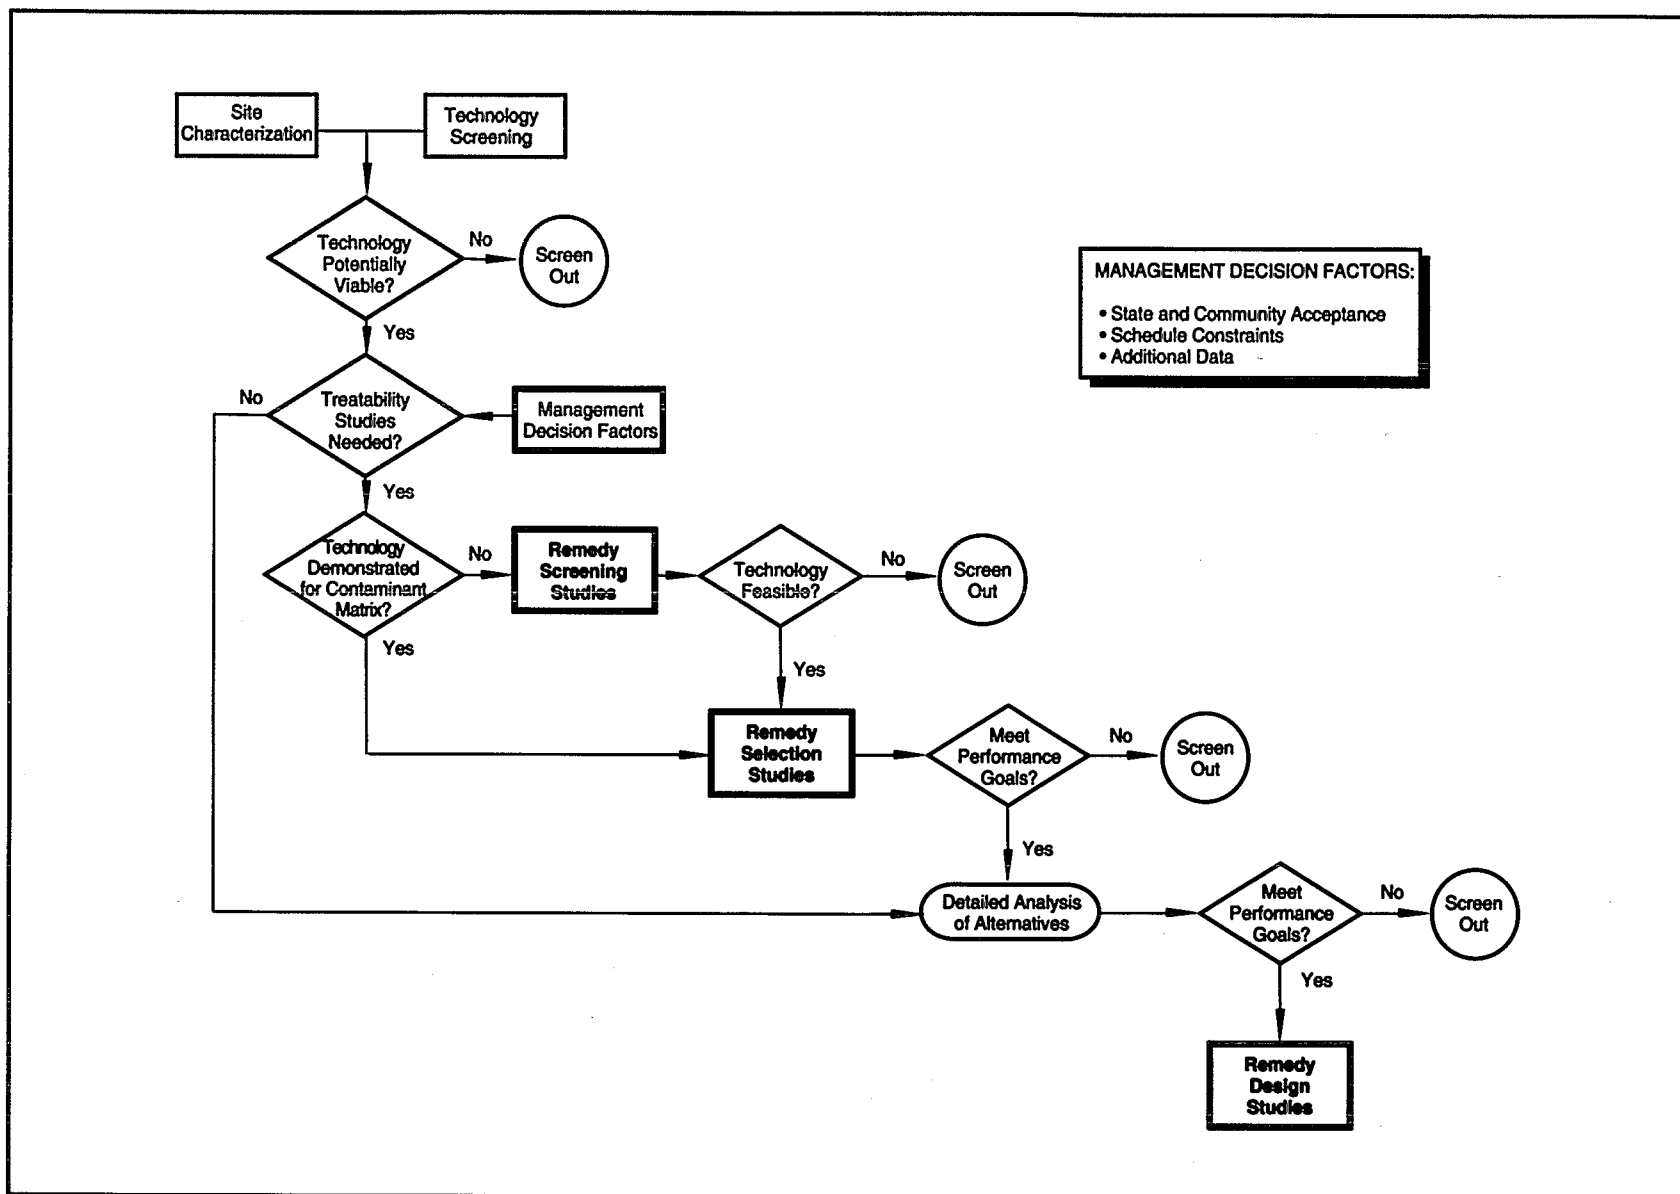 Site
Characterization
Technology
Screening
Technology
Potentially
Viable?
No
Screen
Out
Yes
MANAGEMENT DECISION FACTORS:
• State and Community Acceptance
• Schedule Constraints
• Additional Data
No
Treatability
Studies
Needed?
Management
Decision Factors
Yes
Technology
Demonstrated
for Contaminant
Matrix?
No
Remedy
Screening
Studies
Technology
Feasible?
No
Screen
Out
Yes
Yes
Remedy
Selection
Studies
Meet
Performance
Goals?
No
Screen
Out
Yes
Detailed Analysis
of Alternatives
Meet
Performance
Goals?
No
Screen
Out
Yes
Remedy
Design
Studies